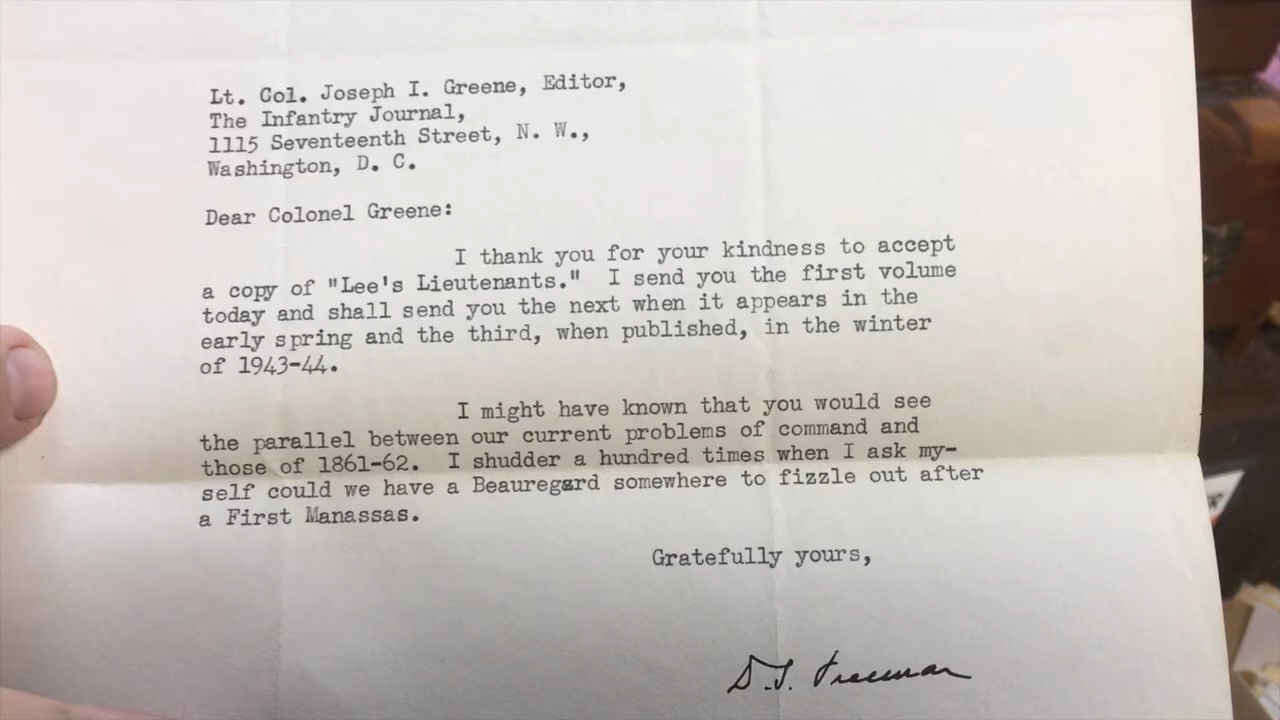 Lt. Col. Joseph I. Greene, Editor,
The Infantry Journal,
1115 Seventeenth Street, N. W.,
Washington, D. C.
Dear Colonel Greene:
I thank you for your kindness to accept
a copy of "Lee's Lieutenants." I send you the first volume
today and shall send you the next when it appears in the
early spring and the third, when published, in the winter
of 1943-44.
I might have known that you would see
the parallel between our current problems of command and
those of 1861-62. I shudder a hundred times when I ask my-
self could we have a Beauregard somewhere to fizzle out after
a First Manassas.
Gratefully yours,
D.S. Freeman